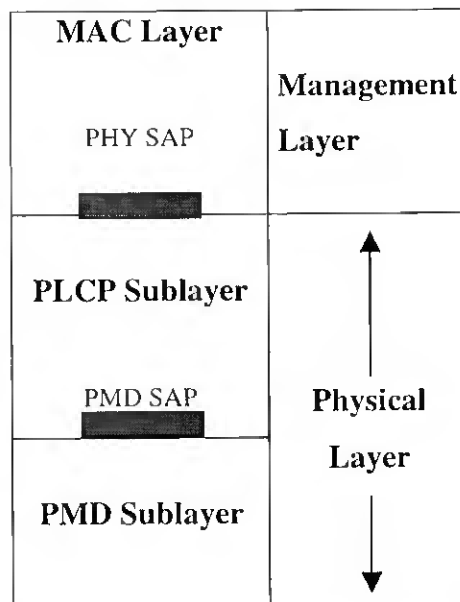 MAC Layer
Management
Layer
PHY SAP
PLCP Sublayer
PMD SAP
Physical
Layer
PMD Sublayer